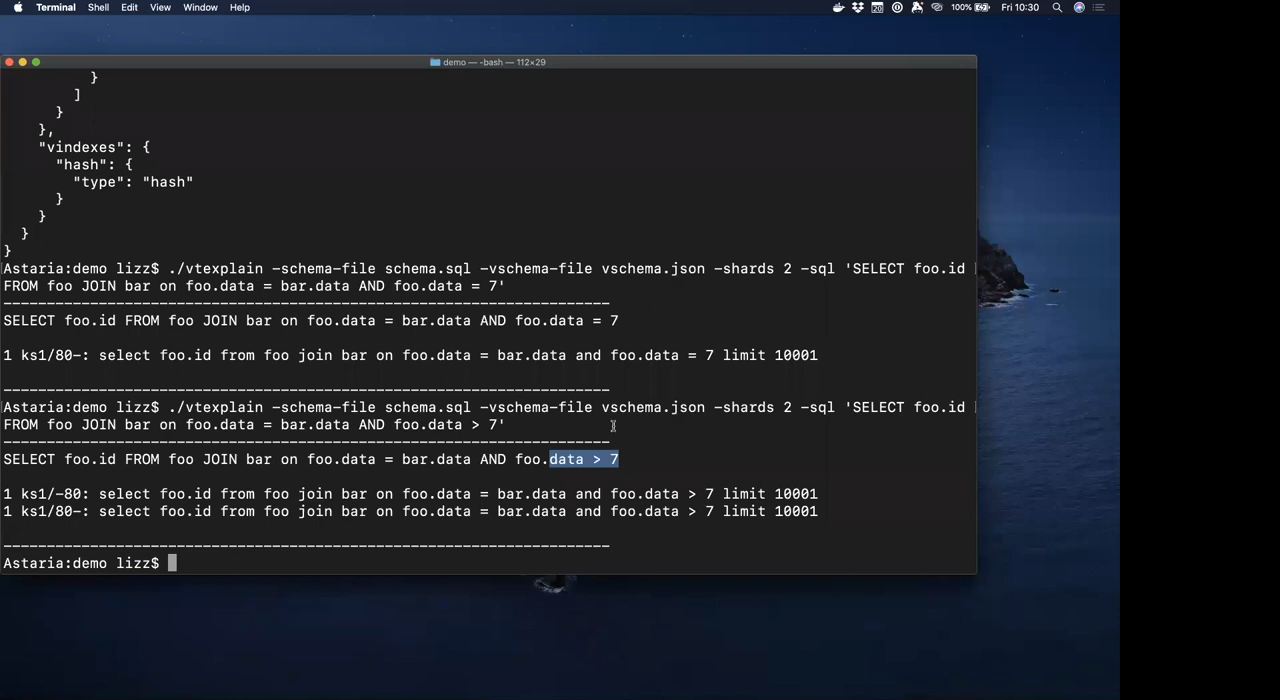 Terminal Shell Edit View Window Help 20 100% Fri 10:30
demo — -bash — 112×29
}
]
}
},
"vindexes": {
"hash": {
"type": "hash"
}
}
}
}
Astaria:demo lizz$ ./vtexplain -schema-file schema.sql -vschema-file vschema.json -shards 2 -sql 'SELECT foo.id
FROM foo JOIN bar on foo.data = bar.data AND foo.data = 7'
----------------------------------------------------------------------
SELECT foo.id FROM foo JOIN bar on foo.data = bar.data AND foo.data = 7
1 ks1/80-: select foo.id from foo join bar on foo.data = bar.data and foo.data = 7 limit 10001
----------------------------------------------------------------------
Astaria:demo lizz$ ./vtexplain -schema-file schema.sql -vschema-file vschema.json -shards 2 -sql 'SELECT foo.id
FROM foo JOIN bar on foo.data = bar.data AND foo.data > 7'
----------------------------------------------------------------------
SELECT foo.id FROM foo JOIN bar on foo.data = bar.data AND foo.data > 7
1 ks1/-80: select foo.id from foo join bar on foo.data = bar.data and foo.data > 7 limit 10001
1 ks1/80-: select foo.id from foo join bar on foo.data = bar.data and foo.data > 7 limit 10001
----------------------------------------------------------------------
Astaria:demo lizz$